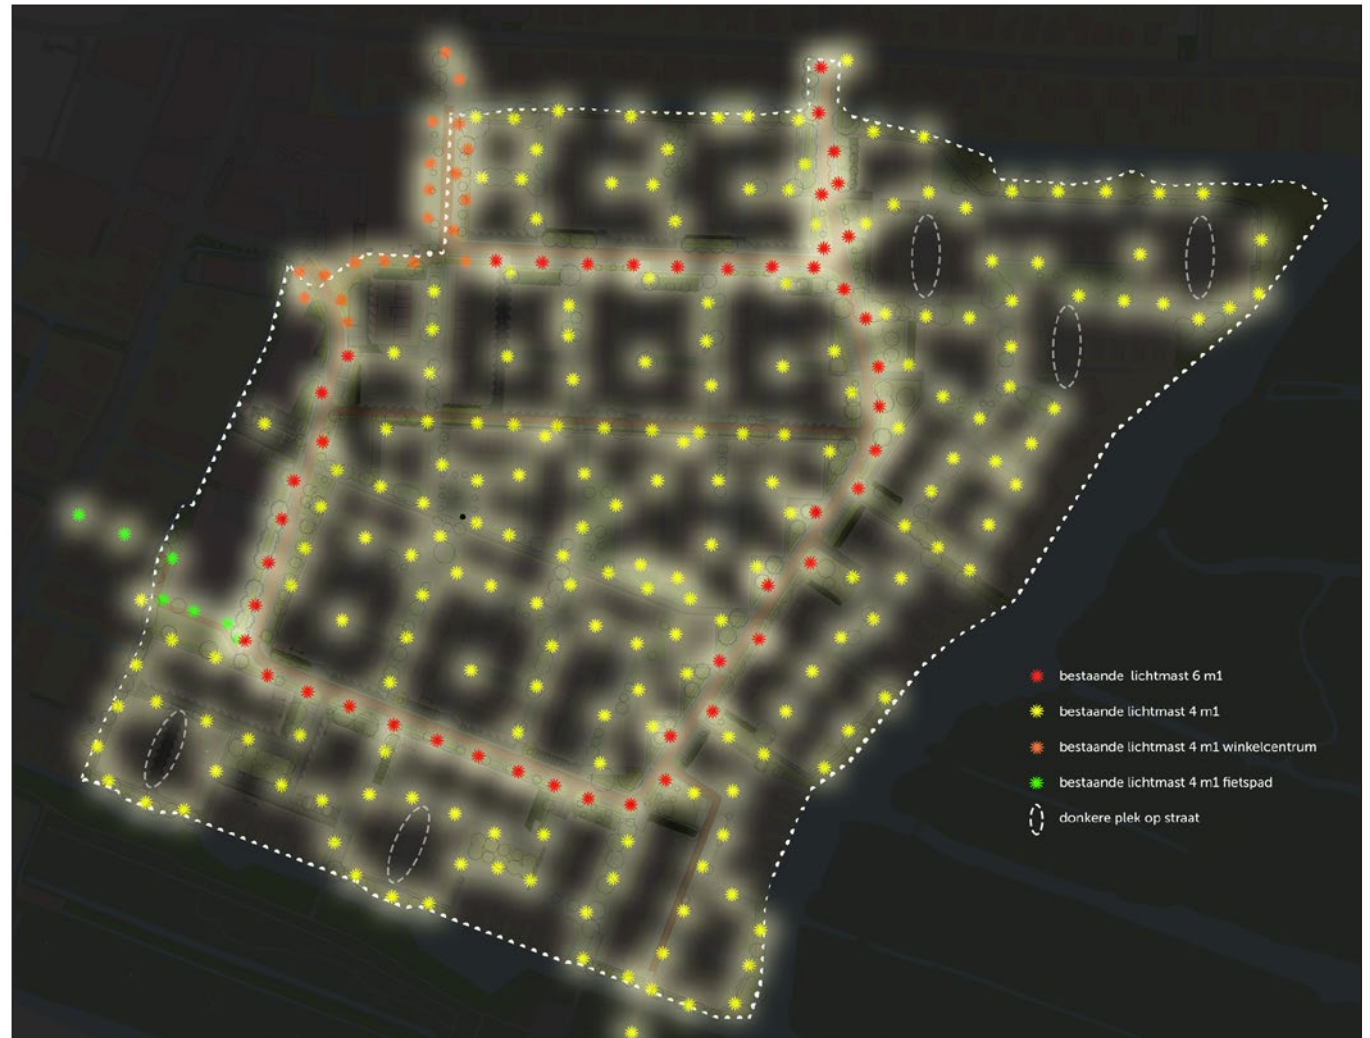 bestaande lichtmast 6 m1
bestaande lichtmast 4 m1
bestaande lichtmast 4 m1 winkelcentrum
bestaande lichtmast 4 m1 fietspad
donkere plek op straat